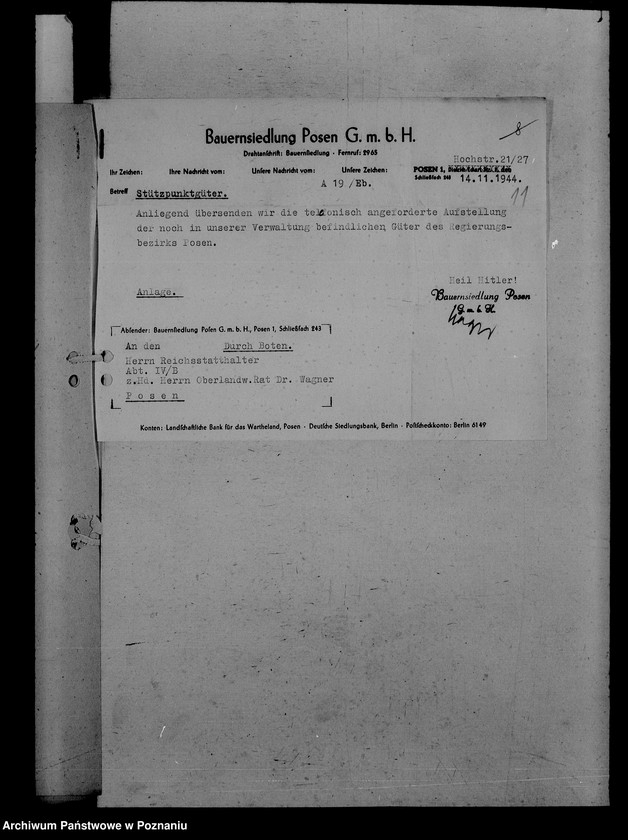 8
Bauernsiedlung Posen G. m. b. H.
Drahtanschrift: Bauernsiedlung · Fernruf: 2965
Hochstr.21/27
Ihr Zeichen: Ihre Nachricht vom: Unsere Nachricht vom: Unsere Zeichen: POSEN 1,
Schließfach 243 14.11.1944.
A 19 /Eb.
11
Betreff Stützpunktgüter.
Anliegend übersenden wir die telefonisch angeforderte Aufstellung
der noch in unserer Verwaltung befindlichen Güter des Regierungs-
bezirks Posen.
Heil Hitler!
Anlage.
Bauernsiedlung Posen
G. m. b. H.
Absender: Bauernsiedlung Posen G. m. b. H., Posen 1, Schließfach 243
An den Durch Boten.
Herrn Reichsstatthalter
Abt. IV/B
z.Hd. Herrn Oberlandw.Rat Dr. Wagner
P o s e n
Konten: Landschaftliche Bank für das Wartheland, Posen · Deutsche Siedlungsbank, Berlin · Postscheckkonto: Berlin 6149
Archiwum Państwowe w Poznaniu